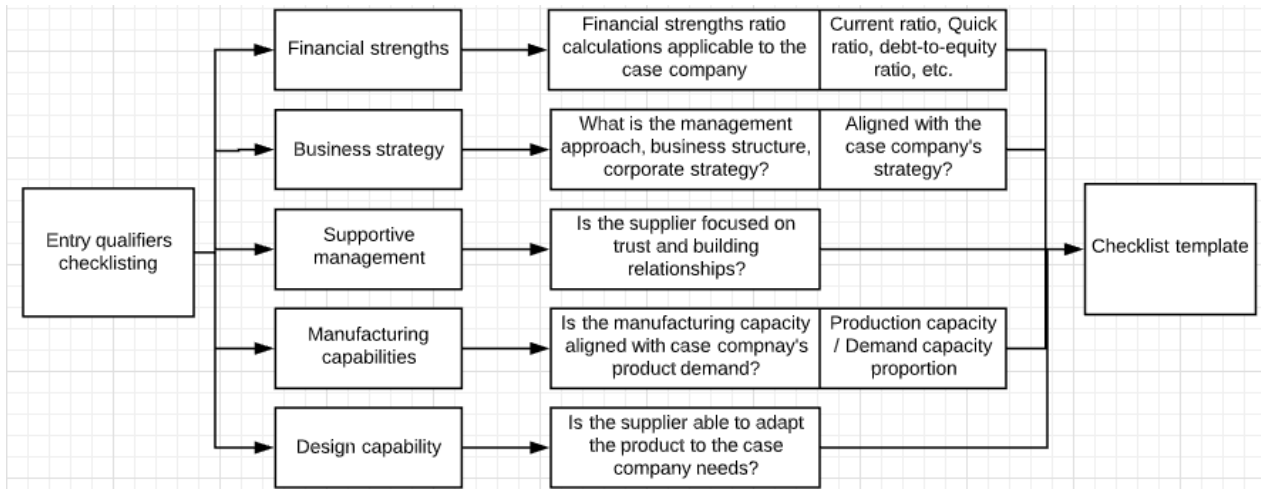 Entry qualifiers
checklisting
Financial strengths
Financial strengths ratio
calculations applicable to the
case company
Current ratio, Quick
ratio, debt-to-equity
ratio, etc.
Business strategy
What is the management
approach, business structure,
corporate strategy?
Aligned with the
case company's
strategy?
Supportive
management
Is the supplier focused on
trust and building
relationships?
Manufacturing
capabilities
Is the manufacturing capacity
aligned with case compnay's
product demand?
Production capacity
/ Demand capacity
proportion
Design capability
Is the supplier able to adapt
the product to the case
company needs?
Checklist template